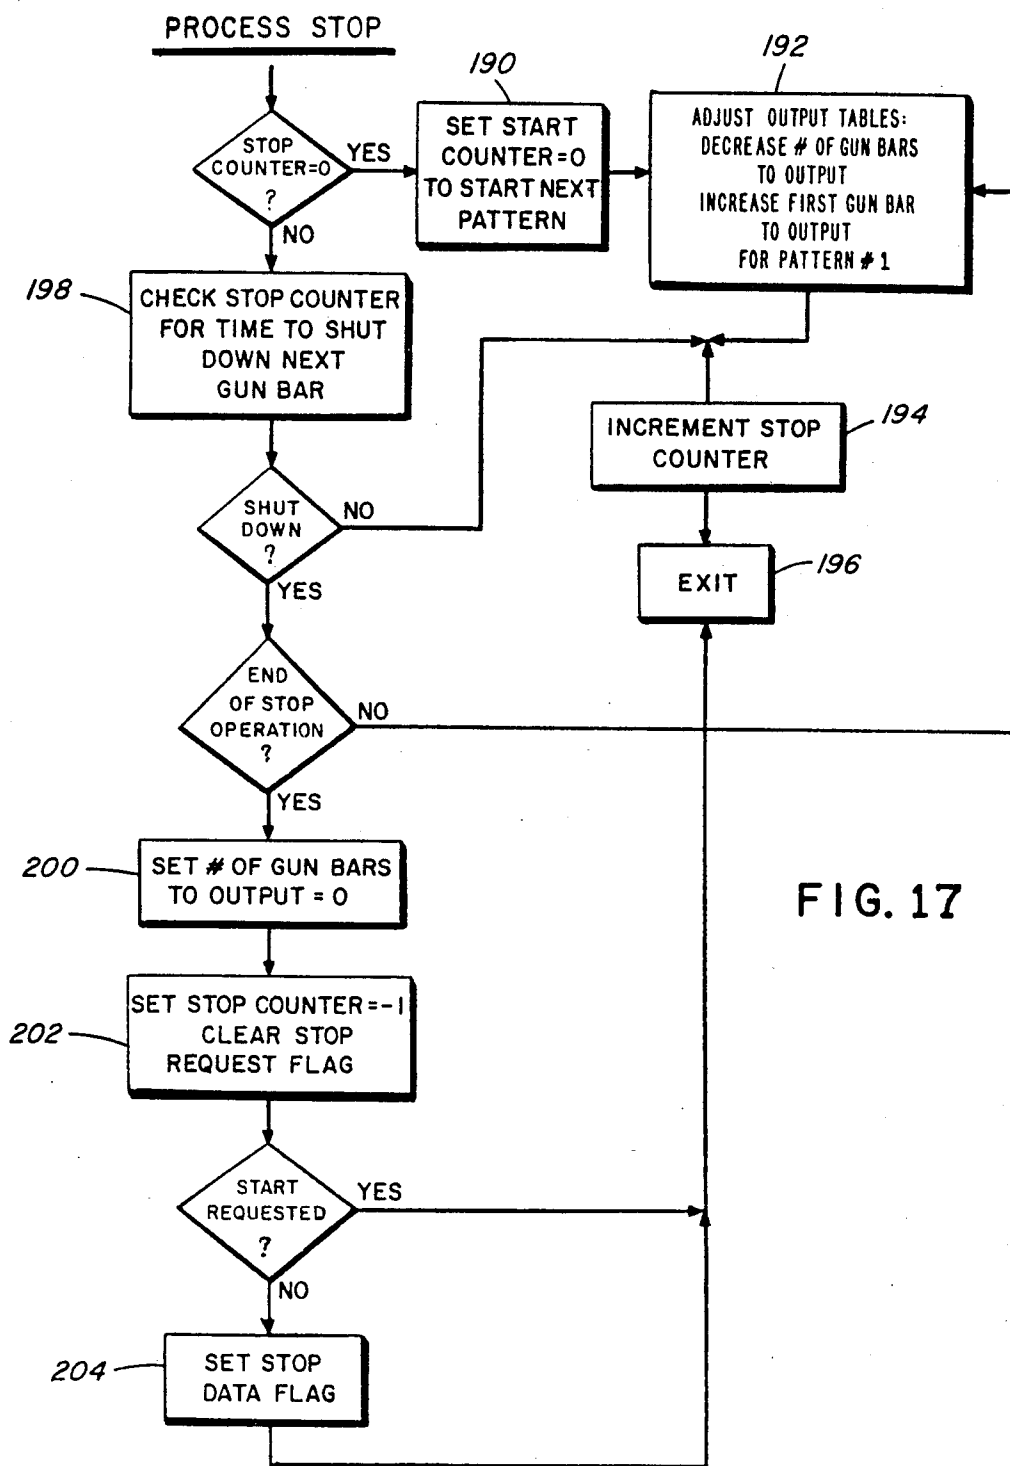 PROCESS STOP
STOP
COUNTER=0
?
YES
NO
190
SET START
COUNTER=0
TO START NEXT
PATTERN
192
ADJUST OUTPUT TABLES:
DECREASE # OF GUN BARS
TO OUTPUT
INCREASE FIRST GUN BAR
TO OUTPUT
FOR PATTERN #1
198
CHECK STOP COUNTER
FOR TIME TO SHUT
DOWN NEXT
GUN BAR
194
INCREMENT STOP
COUNTER
SHUT
DOWN
?
NO
YES
196
EXIT
END
OF STOP
OPERATION
?
NO
YES
200
SET # OF GUN BARS
TO OUTPUT = 0
FIG. 17
202
SET STOP COUNTER=-1
CLEAR STOP
REQUEST FLAG
START
REQUESTED
?
YES
NO
204
SET STOP
DATA FLAG